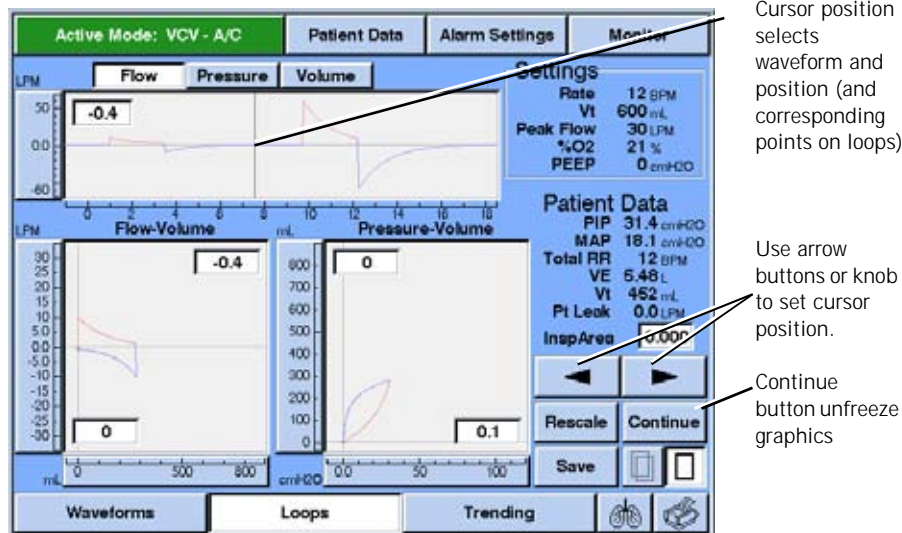 Active Mode: VCV - A/C
Patient Data
Alarm Settings
Monitor
Cursor position
selects
waveform and
position (and
corresponding
points on loops)
LPM
Flow
Pressure
Volume
50
0.0
-60
-0.4
0 2 4 6 8 10 12 14 16 18
Settings
Rate 12 BPM
Vt 600 mL
Peak Flow 30 LPM
%O2 21 %
PEEP 0 cmH2O
Patient Data
PIP 31.4 cmH2O
MAP 18.1 cmH2O
Total RR 12 BPM
VE 5.48 L
Vt 452 mL
Pt Leak 0.0 LPM
InspArea 0.000
LPM
Flow-Volume
30
20
15
10
5.0
0.0
-5.0
-10
-15
-20
-25
-30
-0.4
0
mL
0 500 800
mL
Pressure-Volume
800
700
500
400
300
200
100
0
0
0.1
cmH2O
0.0 50 100
Use arrow
buttons or knob
to set cursor
position.
Rescale
Continue
Save
Continue
button unfreeze
graphics
Waveforms
Loops
Trending